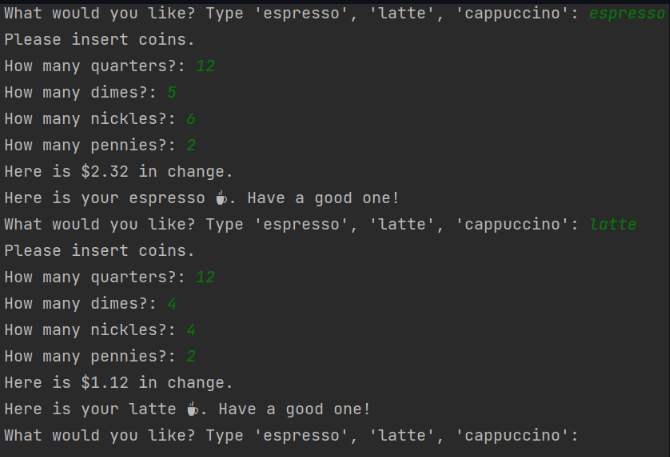 What would you like? Type 'espresso', 'latte', 'cappuccino': espresso
Please insert coins.
How many quarters?: 12
How many dimes?: 5
How many nickles?: 6
How many pennies?: 2
Here is $2.32 in change.
Here is your espresso ☕. Have a good one!
What would you like? Type 'espresso', 'latte', 'cappuccino': latte
Please insert coins.
How many quarters?: 12
How many dimes?: 4
How many nickles?: 4
How many pennies?: 2
Here is $1.12 in change.
Here is your latte ☕. Have a good one!
What would you like? Type 'espresso', 'latte', 'cappuccino':